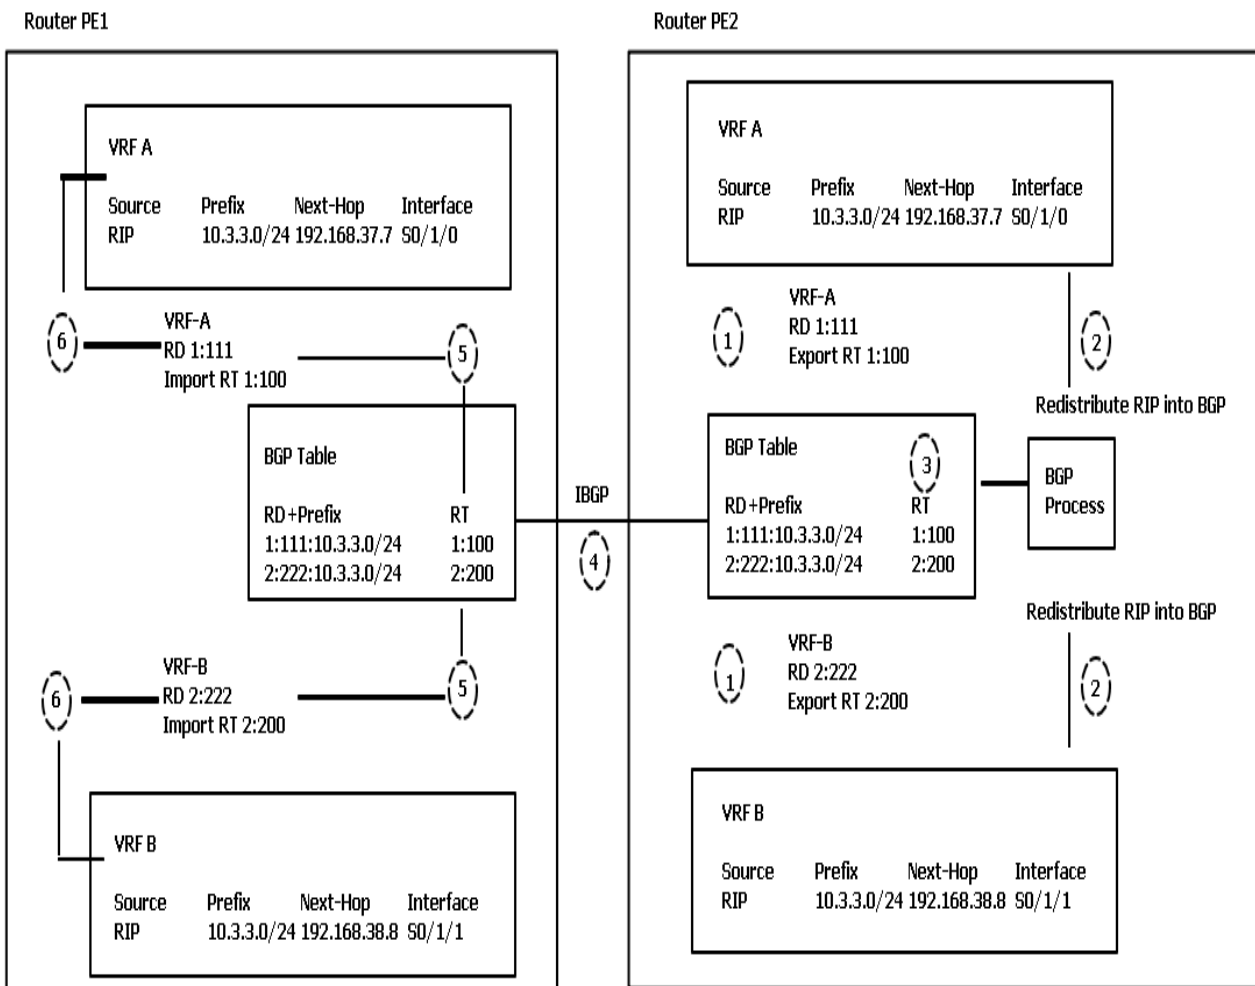 Router PE1
VRF A
Source Prefix Next-Hop Interface
RIP 10.3.3.0/24 192.168.37.7 S0/1/0
6
VRF-A
RD 1:111
Import RT 1:100
5
BGP Table
RD+Prefix RT
1:111:10.3.3.0/24 1:100
2:222:10.3.3.0/24 2:200
6
VRF-B
RD 2:222
Import RT 2:200
5
VRF B
Source Prefix Next-Hop Interface
RIP 10.3.3.0/24 192.168.38.8 S0/1/1
IBGP
4
Router PE2
VRF A
Source Prefix Next-Hop Interface
RIP 10.3.3.0/24 192.168.37.7 S0/1/0
1
VRF-A
RD 1:111
Export RT 1:100
2
Redistribute RIP into BGP
BGP Table
3
RD+Prefix RT
1:111:10.3.3.0/24 1:100
2:222:10.3.3.0/24 2:200
BGP
Process
Redistribute RIP into BGP
1
VRF-B
RD 2:222
Export RT 2:200
2
VRF B
Source Prefix Next-Hop Interface
RIP 10.3.3.0/24 192.168.38.8 S0/1/1